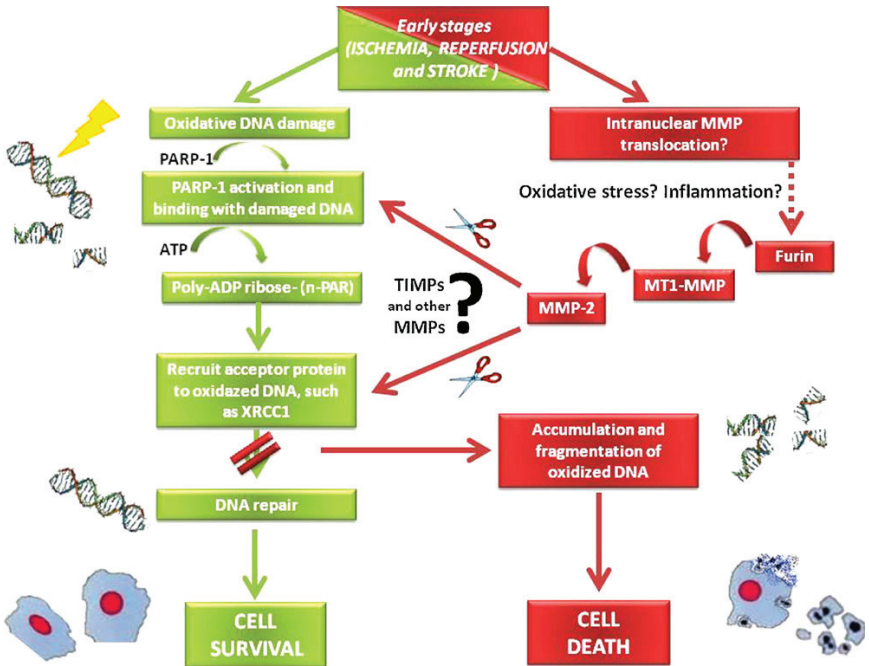 Early stages
(ISCHEMIA, REPERFUSION
and STROKE )
Oxidative DNA damage
PARP-1
PARP-1 activation and
binding with damaged DNA
ATP
Poly-ADP ribose- (n-PAR)
Recruit acceptor protein
to oxidazed DNA, such
as XRCC1
DNA repair
CELL
SURVIVAL
Intranuclear MMP
translocation?
Oxidative stress? Inflammation?
Furin
MT1-MMP
MMP-2
TIMPs
and other
MMPs
?
Accumulation and
fragmentation of
oxidized DNA
CELL
DEATH